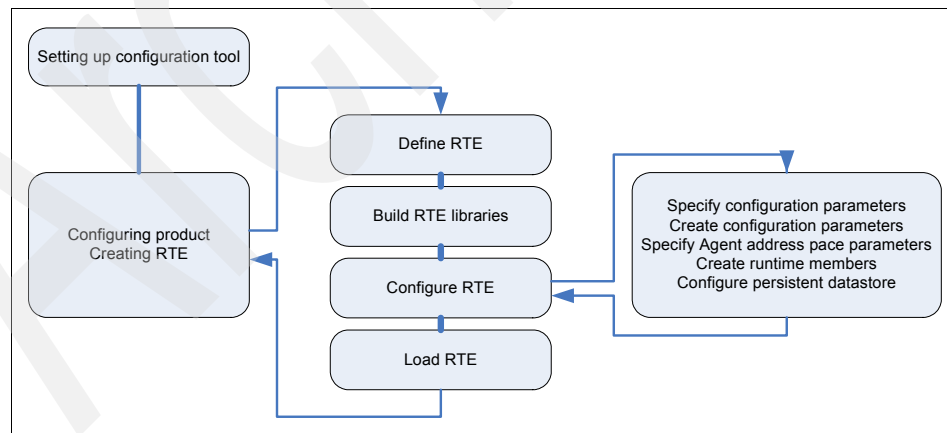 Setting up configuration tool
Configuring product
Creating RTE
Define RTE
Build RTE libraries
Configure RTE
Load RTE
Specify configuration parameters
Create configuration parameters
Specify Agent address pace parameters
Create runtime members
Configure persistent datastore